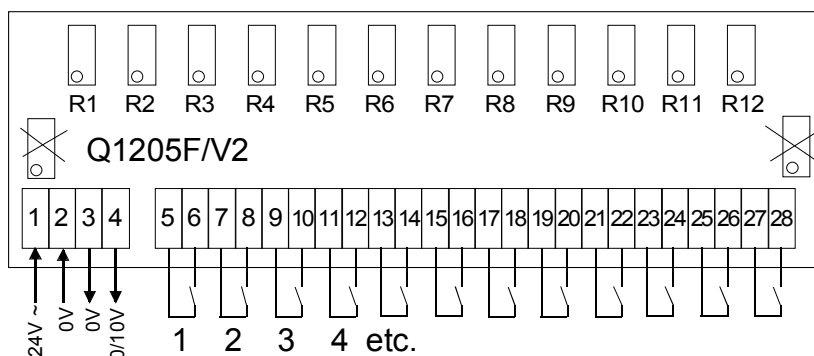 R1 R2 R3 R4 R5 R6 R7 R8 R9 R10 R11 R12
Q1205F/V2
1 2 3 4 5 6 7 8 9 10 11 12 13 14 15 16 17 18 19 20 21 22 23 24 25 26 27 28
24V ~
0V
0V
0/10V
1 2 3 4 etc.